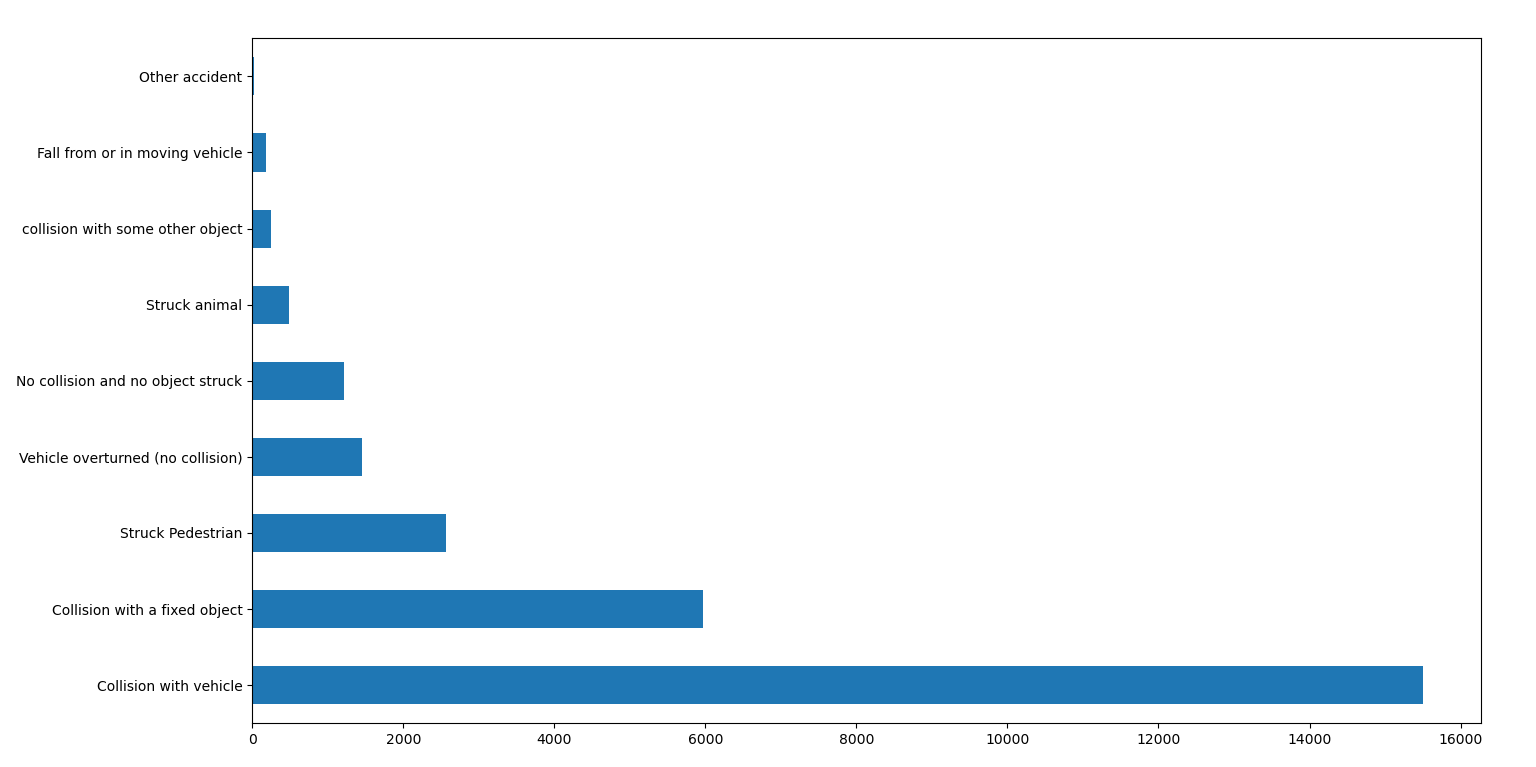 Other accident
Fall from or in moving vehicle
collision with some other object
Struck animal
No collision and no object struck
Vehicle overturned (no collision)
Struck Pedestrian
Collision with a fixed object
Collision with vehicle
0 2000 4000 6000 8000 10000 12000 14000 16000